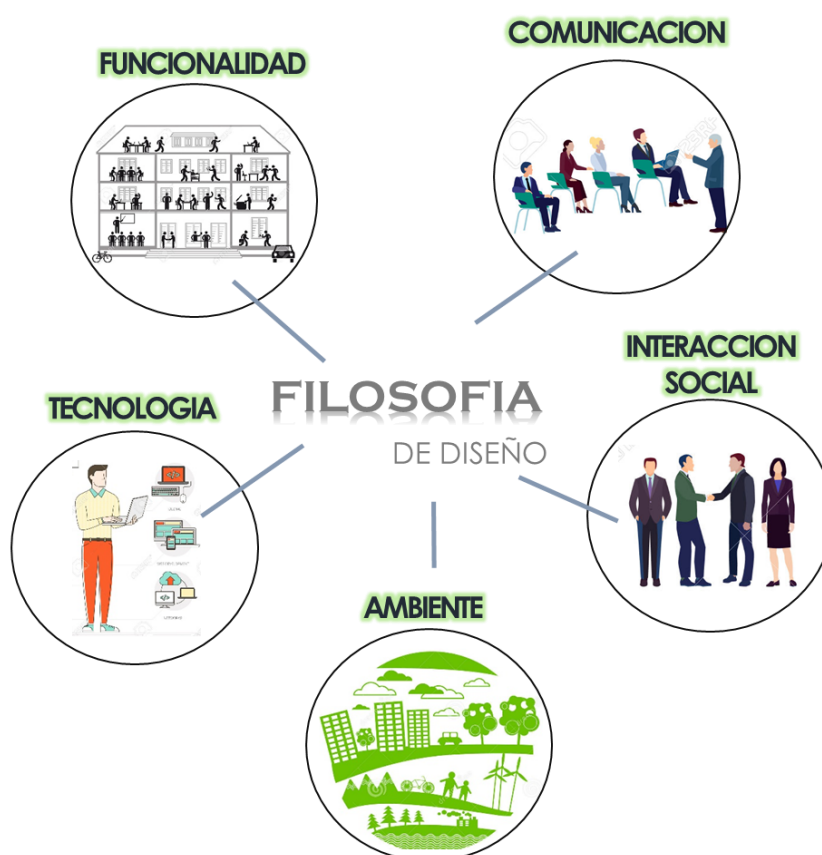 COMUNICACION
FUNCIONALIDAD
INTERACCION
SOCIAL
FILOSOFIA
TECNOLOGIA
DE DISEÑO
AMBIENTE